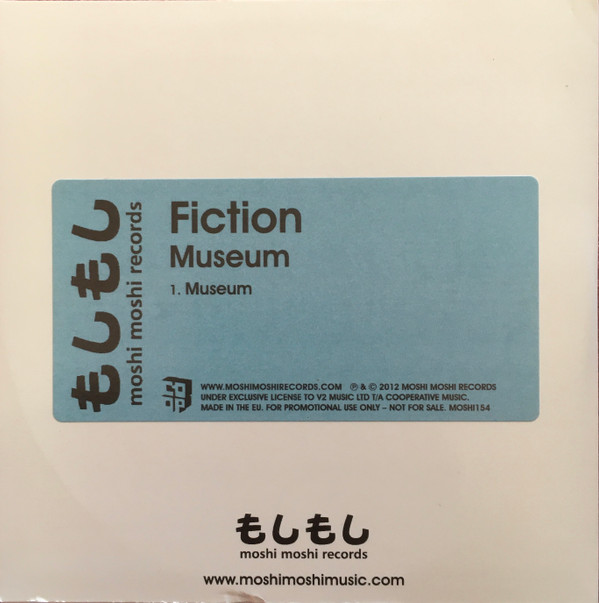 もしもし
moshi moshi records
Fiction
Museum
1. Museum
WWW.MOSHIMOSHIRECORDS.COM ℗ & © 2012 MOSHI MOSHI RECORDS
UNDER EXCLUSIVE LICENSE TO V2 MUSIC LTD T/A COOPERATIVE MUSIC.
MADE IN THE EU. FOR PROMOTIONAL USE ONLY – NOT FOR SALE. MOSHI154
もしもし
moshi moshi records
www.moshimoshimusic.com